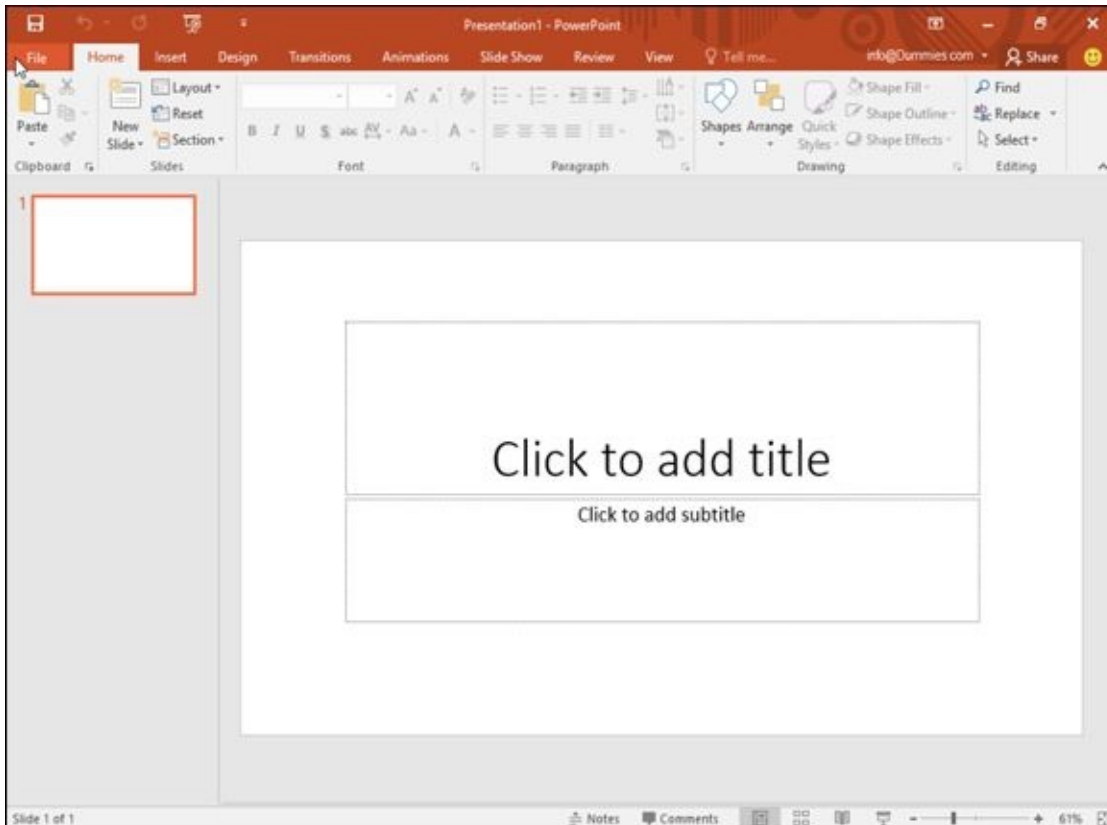 Presentation1 - PowerPoint
File Home Insert Design Transitions Animations Slide Show Review View Tell me... info@Dummies.com Share
Paste
New Slide
Layout
Reset
Section
B I U S abc AV Aa A
Shapes Arrange Quick Styles
Shape Fill
Shape Outline
Shape Effects
Find
Replace
Select
Clipboard Slides Font Paragraph Drawing Editing
1
Click to add title
Click to add subtitle
Slide 1 of 1 Notes Comments 61%